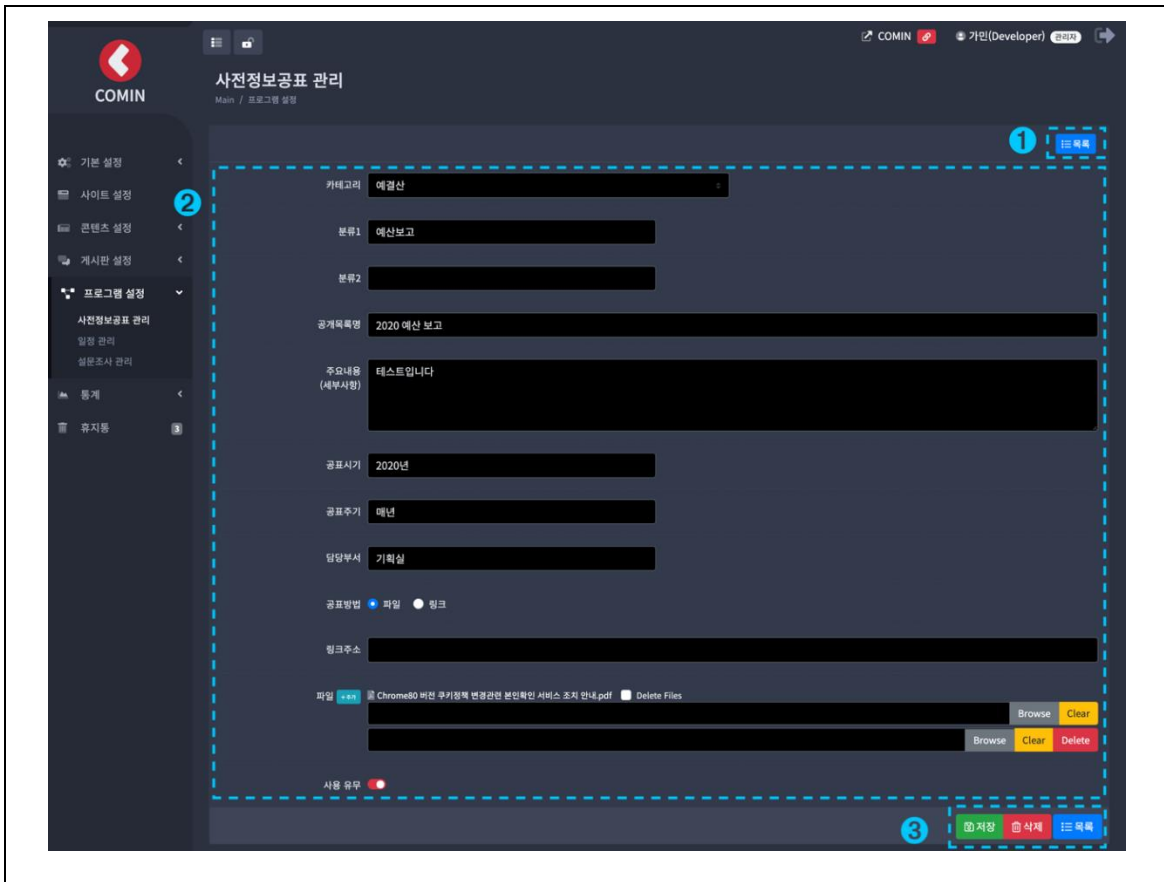 COMIN
COMIN 가민(Developer) 관리자
사전정보공표 관리
Main / 프로그램 설정
1
목록
기본 설정
사이트 설정
콘텐츠 설정
게시판 설정
프로그램 설정
사전정보공표 관리
일정 관리
설문조사 관리
통계
휴지통 3
2
카테고리 예결산
분류1 예산보고
분류2
공개목록명 2020 예산 보고
주요내용 테스트입니다
(세부사항)
공표시기 2020년
공표주기 매년
담당부서 기획실
공표방법 파일 링크
링크주소
파일 +추가 Chrome80 버전 쿠키정책 변경관련 본인확인 서비스 조치 안내.pdf Delete Files
Browse Clear
Browse Clear Delete
사용 유무
3
저장 삭제 목록